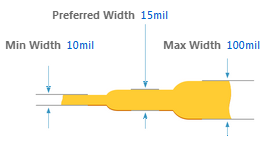 Preferred Width 15mil
Min Width 10mil
Max Width 100mil